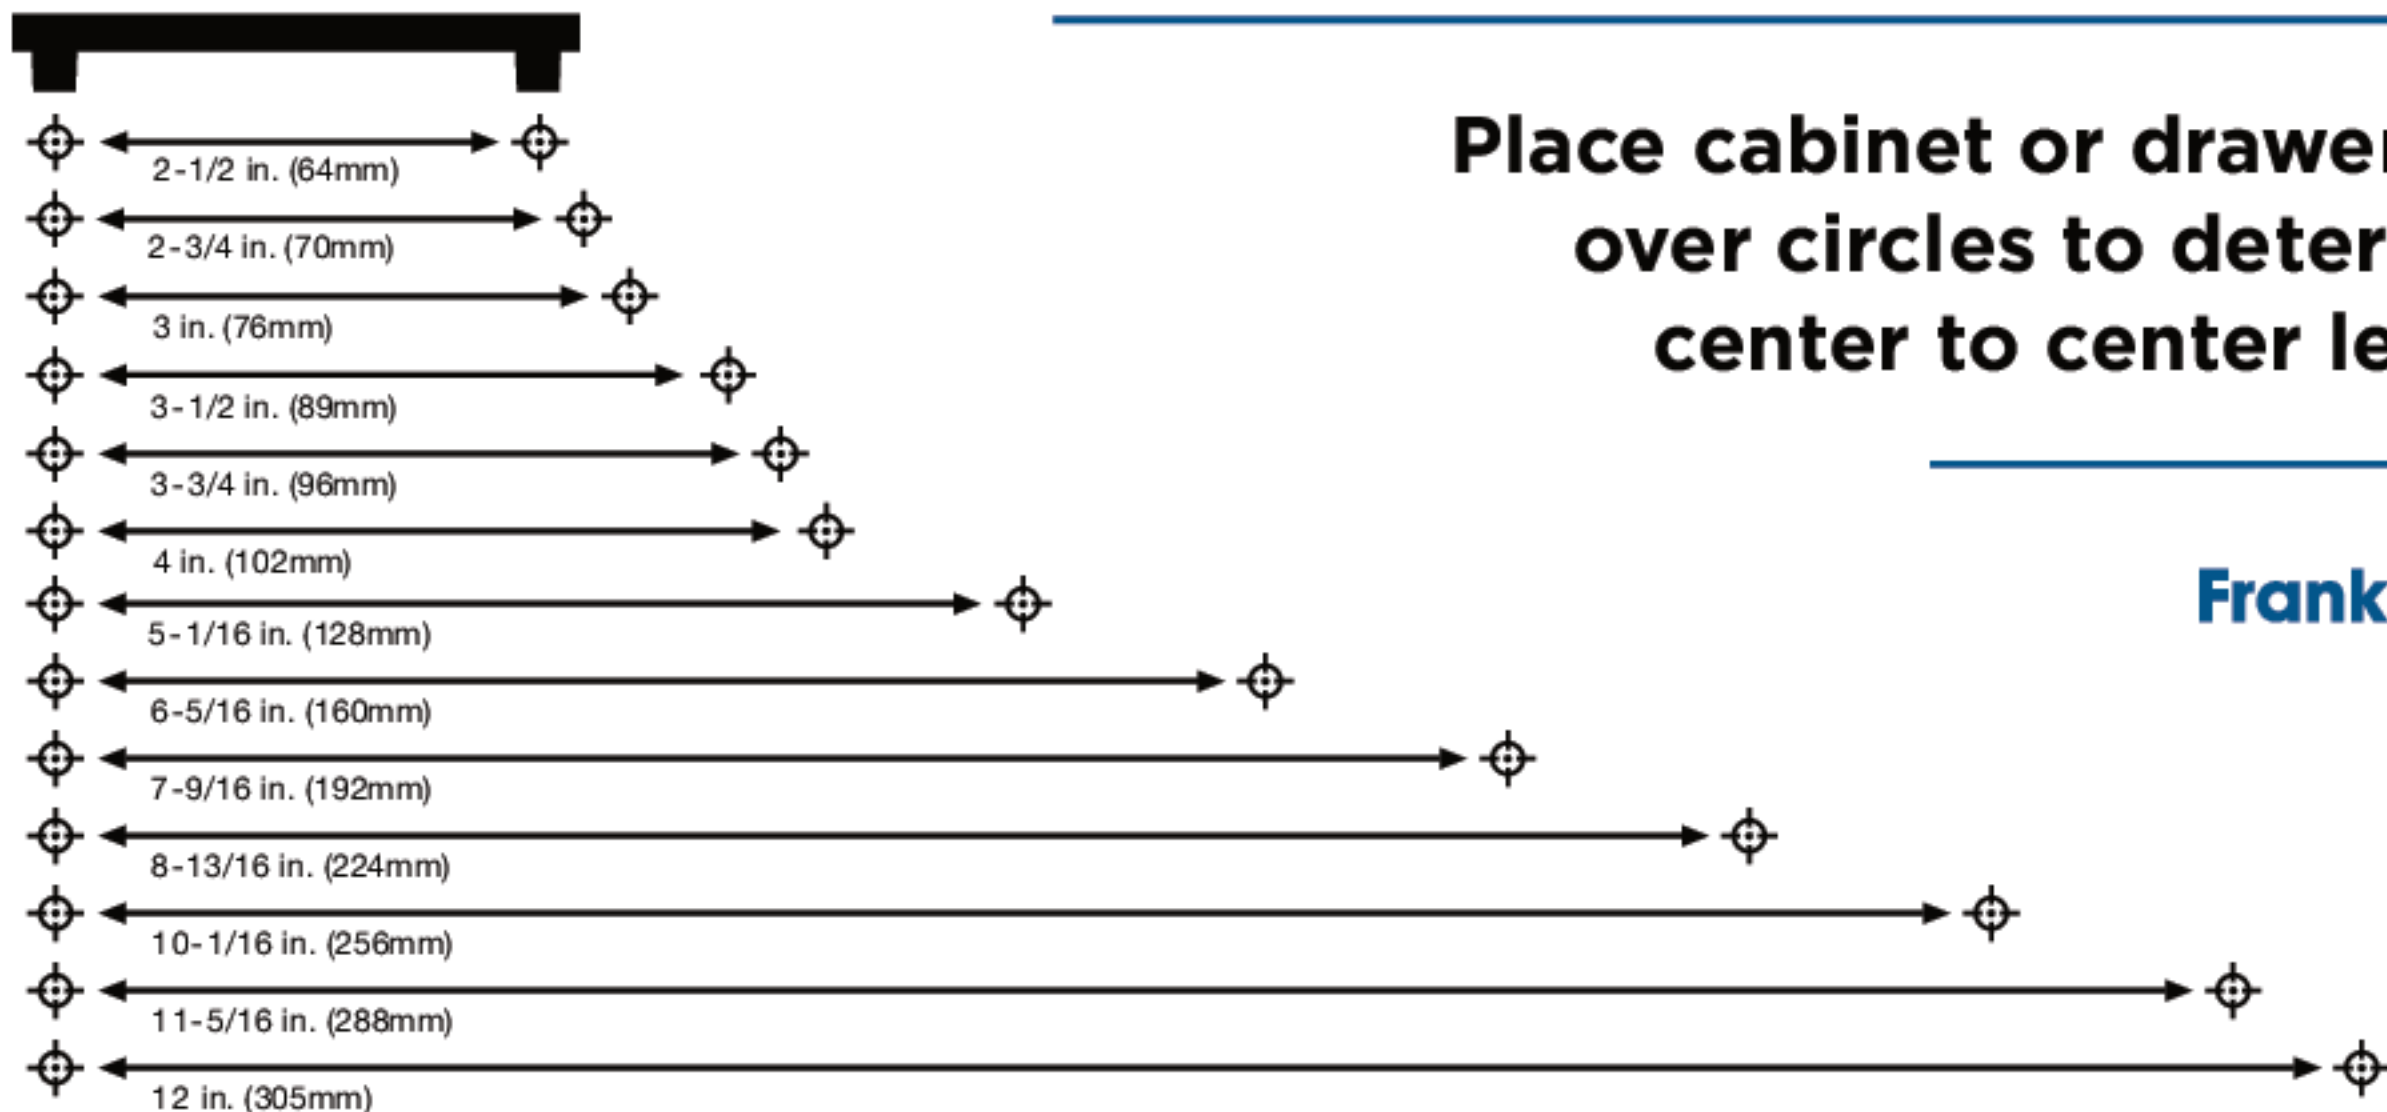 2-1/2 in. (64mm)
2-3/4 in. (70mm)
3 in. (76mm)
3-1/2 in. (89mm)
3-3/4 in. (96mm)
4 in. (102mm)
5-1/16 in. (128mm)
6-5/16 in. (160mm)
7-9/16 in. (192mm)
8-13/16 in. (224mm)
10-1/16 in. (256mm)
11-5/16 in. (288mm)
12 in. (305mm)
Place cabinet or drawer
over circles to deter
center to center le
Frank